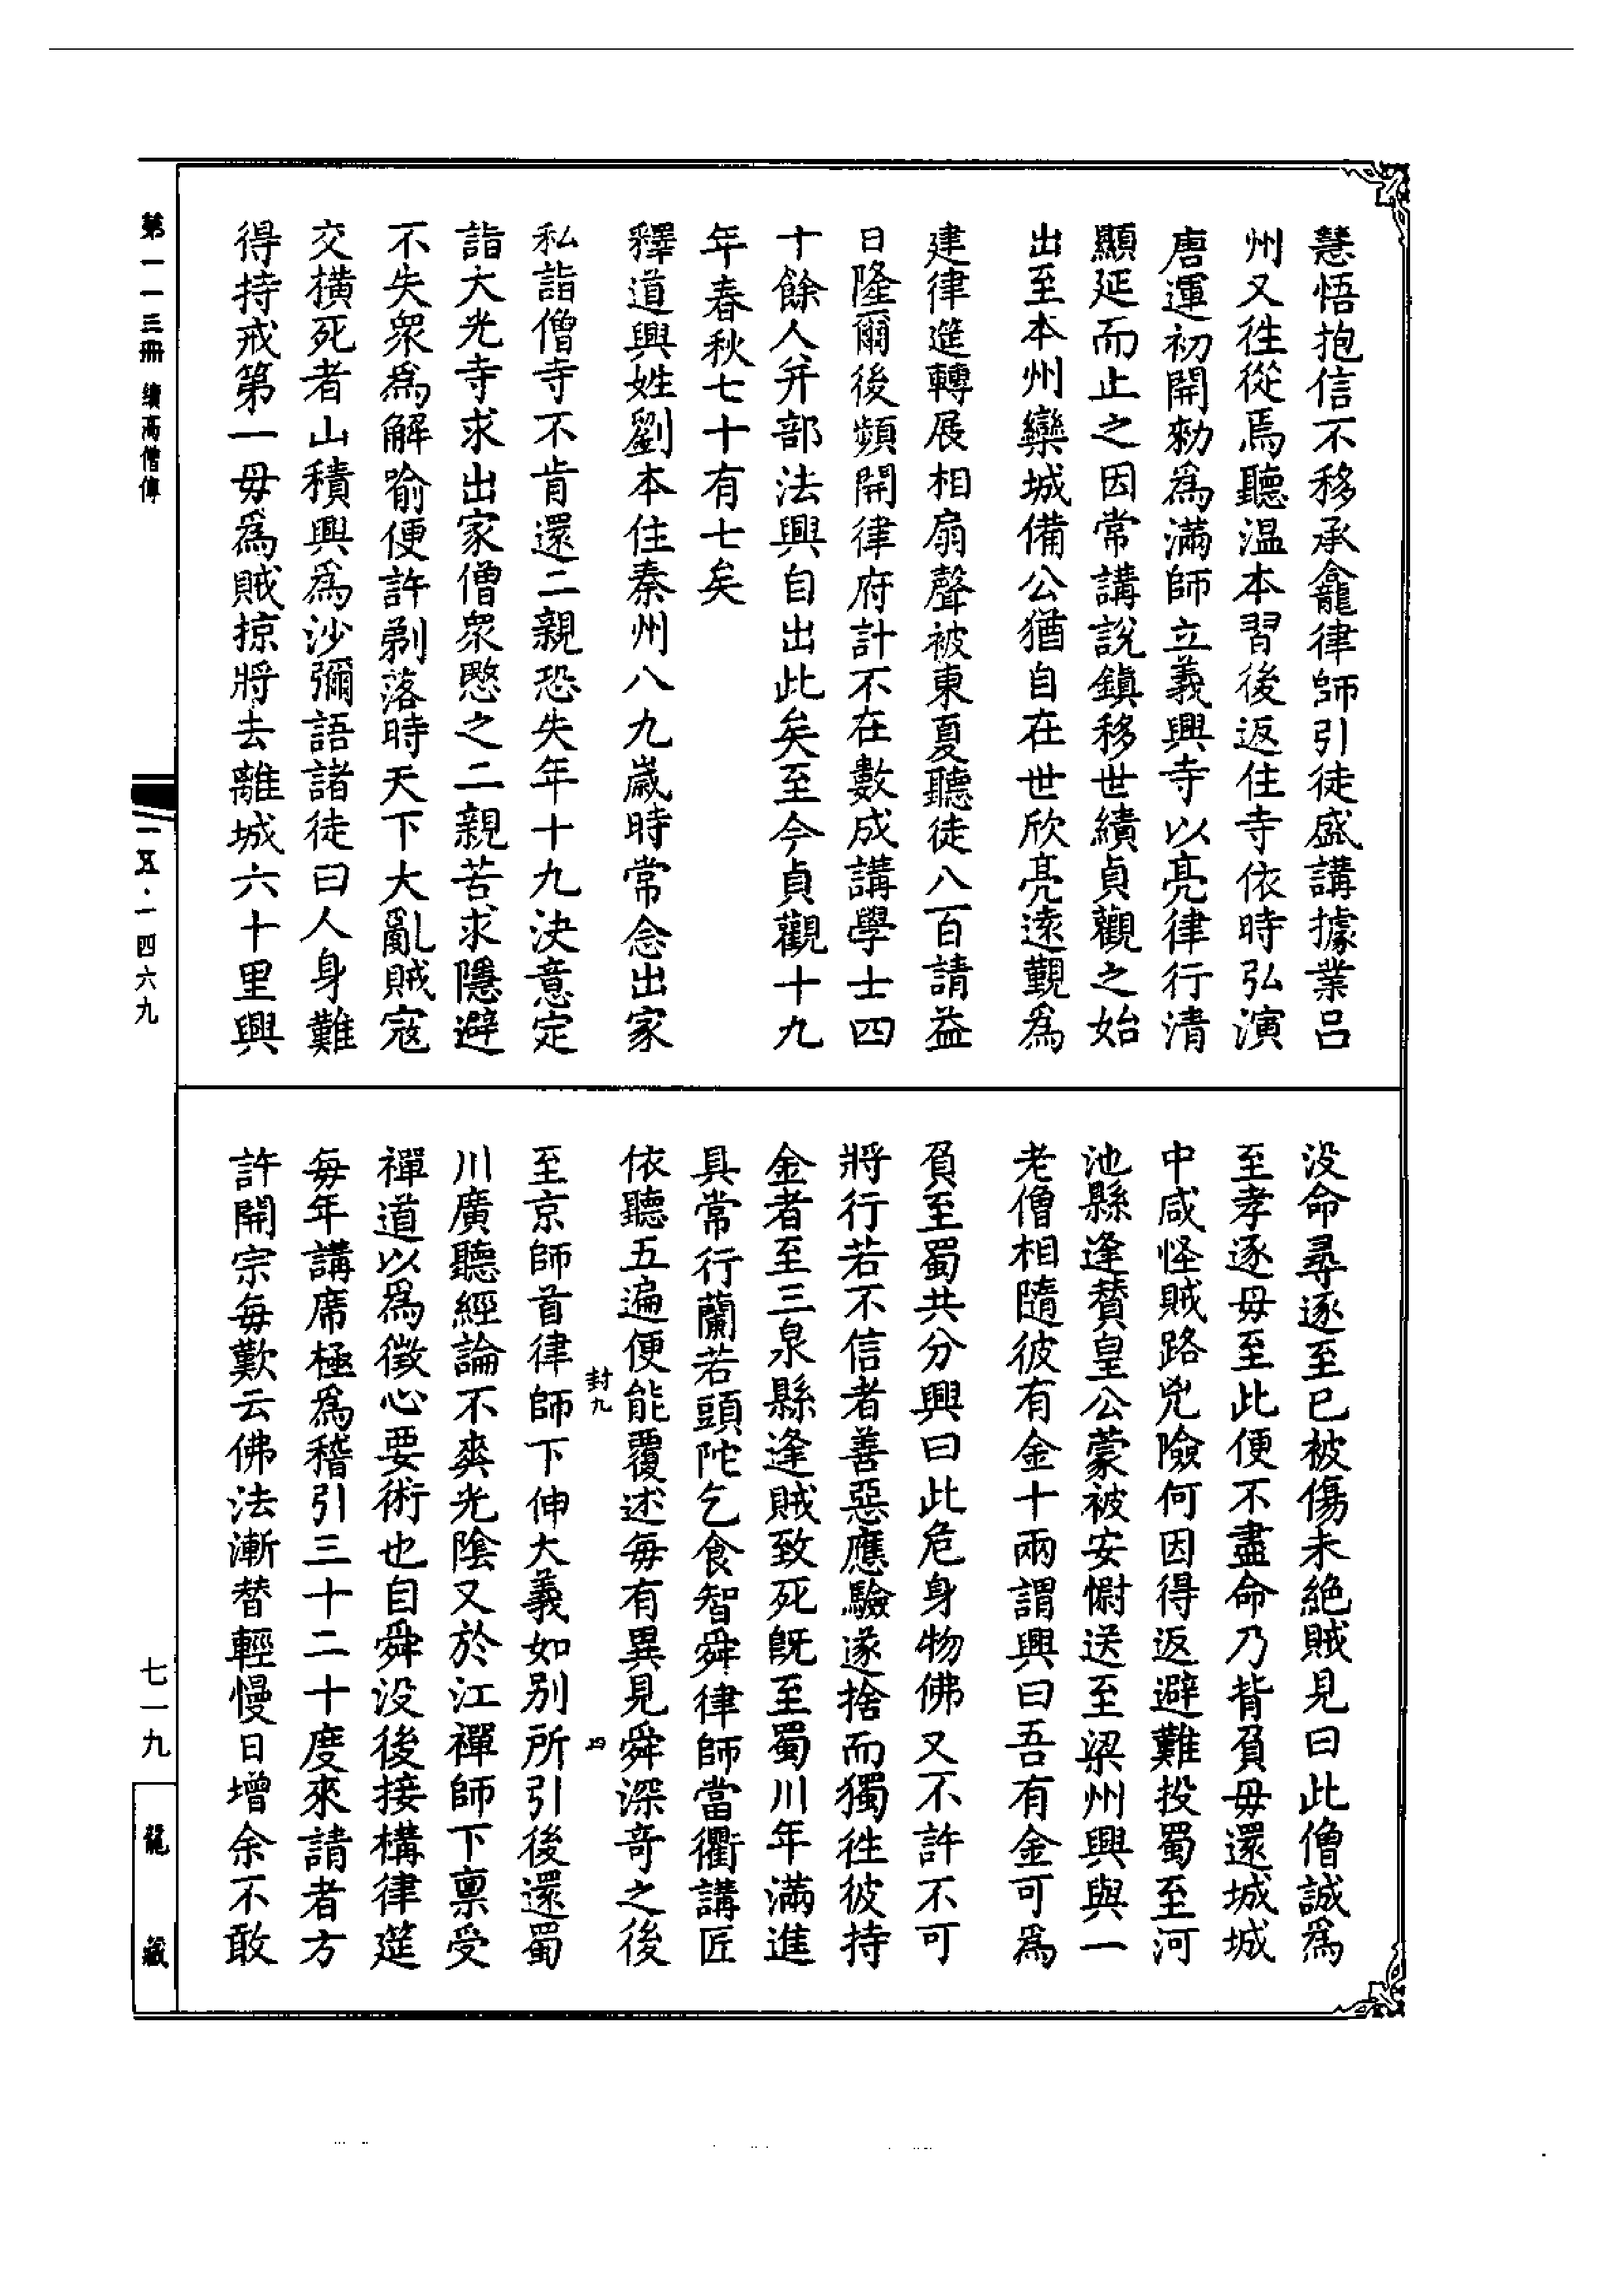 慧悟抱信不移承龕律師引徒盛講據業呂
州又徃從焉聽温本習後返住寺依時弘演
唐運初開勑爲滿師立義興寺以亮律行清
顯延而止之因常講說鎮移世績貞觀之始
出至本州欒城備公猶自在世欣亮遠覲爲
建律進轉展相扇聲被東夏聽徒八百請益
日隆爾後頻開律府計不在數成講學士四
十餘人并部法興自出此矣至今貞觀十九
年春秋七十有七矣
釋道興姓劉本住秦州八九歲時常念出家
私詣僧寺不肯還二親恐失年十九決意定
詣大光寺求出家僧衆愍之二親苦求隱避
不失衆爲解喻便許剃落時天下大亂賊寇
交橫死者山積興爲沙彌語諸徒曰人身難
得持戒第一毋爲賊掠將去離城六十里興
没命尋逐至已被傷未絕賊見曰此僧誠爲
至孝逐毋至此便不盡命乃背負毋還城城
中咸怪賊路兇險何因得返避難投蜀至河
池縣逢賛皇公蒙被安慰送至梁州興與一
老僧相隨彼有金十兩謂興曰吾有金可爲
負至蜀共分興曰此危身物佛又不許不可
將行若不信者善惡應驗遂捨而獨徃彼持
金者至三泉縣逢賊致死既至蜀川年滿進
具常行蘭若頭陀乞食智舜律師當衢講匠
依聽五遍便能覆述每有異見舜深奇之後
封九
至京師首律師下伸大義如別所引後還蜀
川廣聽經論不爽光陰又於江禪師下禀受
禪道以爲徵心要術也自舜没後接構律筵
每年講席極爲稽引三十二十度來請者方
許開宗每歎云佛法漸替輕慢日增余不敢
第一一三冊 續高僧傳
一五·一四六九
七一九
龍藏